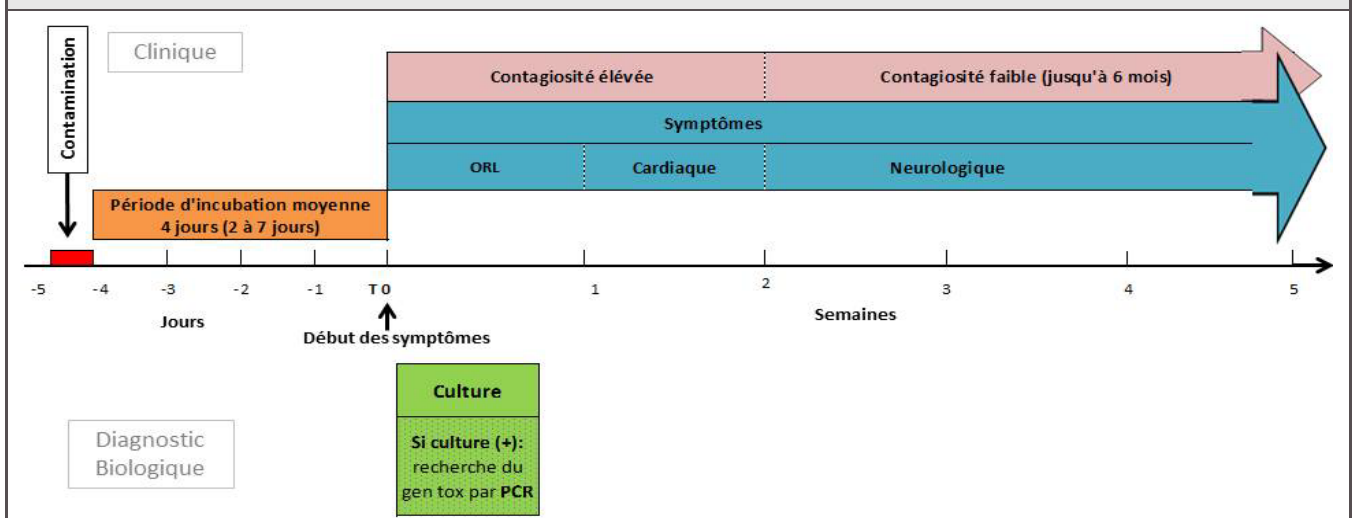 Contamination
Clinique
Contagiosité élévée
Contagiosité faible (jusqu'à 6 mois)
Symptômes
ORL
Cardiaque
Neurologique
Période d'incubation moyenne
4 jours (2 à 7 jours)
-5 -4 -3 -2 -1 T 0 1 2 3 4 5
Jours
Semaines
Début des symptômes
Culture
Si culture (+):
recherche du
gen tox par PCR
Diagnostic
Biologique